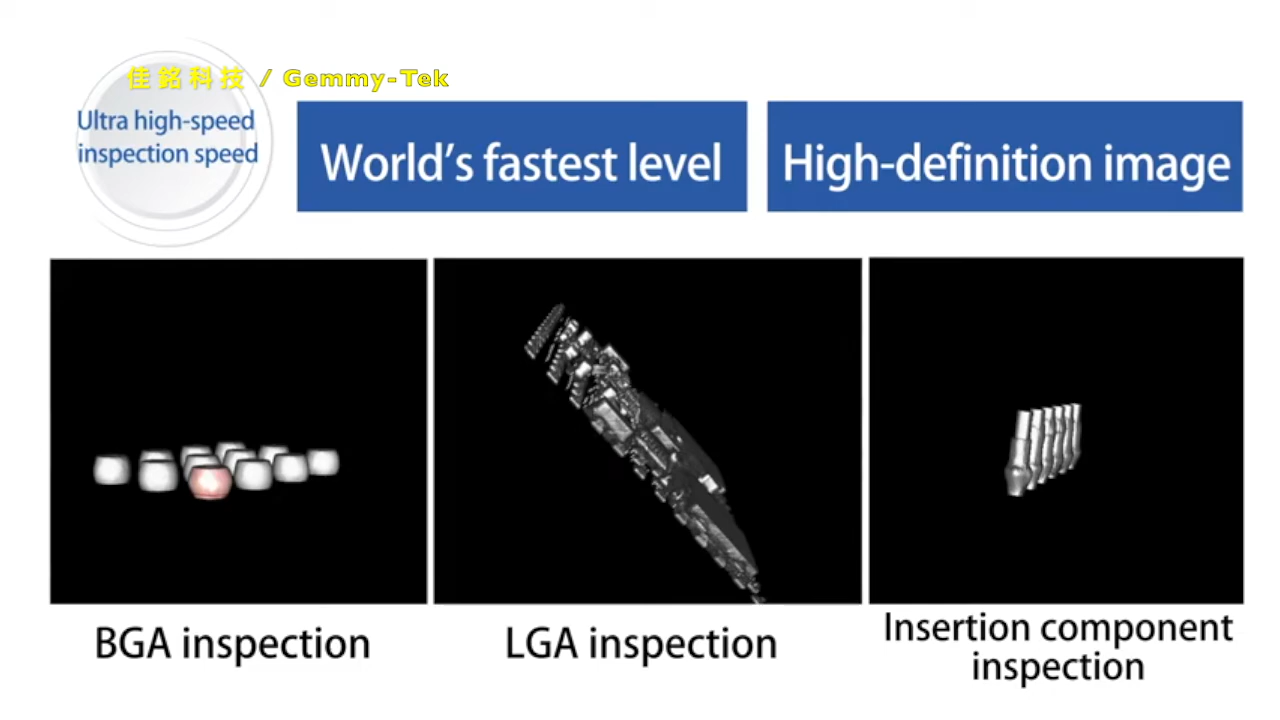 佳銘科技 / Gemmy-Tek
Ultra high-speed
inspection speed
World's fastest level
High-definition image
BGA inspection
LGA inspection
Insertion component
inspection